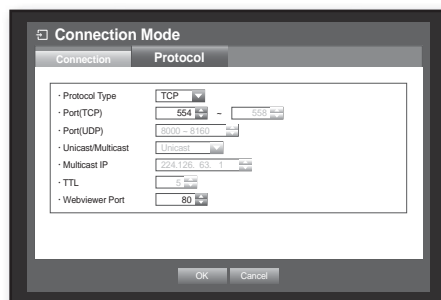 Connection Mode
Connection Protocol
· Protocol Type TCP
· Port(TCP) 554 ~ 558
· Port(UDP) 8000 ~ 8160
· Unicast/Multicast Unicast
· Multicast IP 224.126. 63. 1
· TTL 5
· Webviewer Port 80
OK Cancel